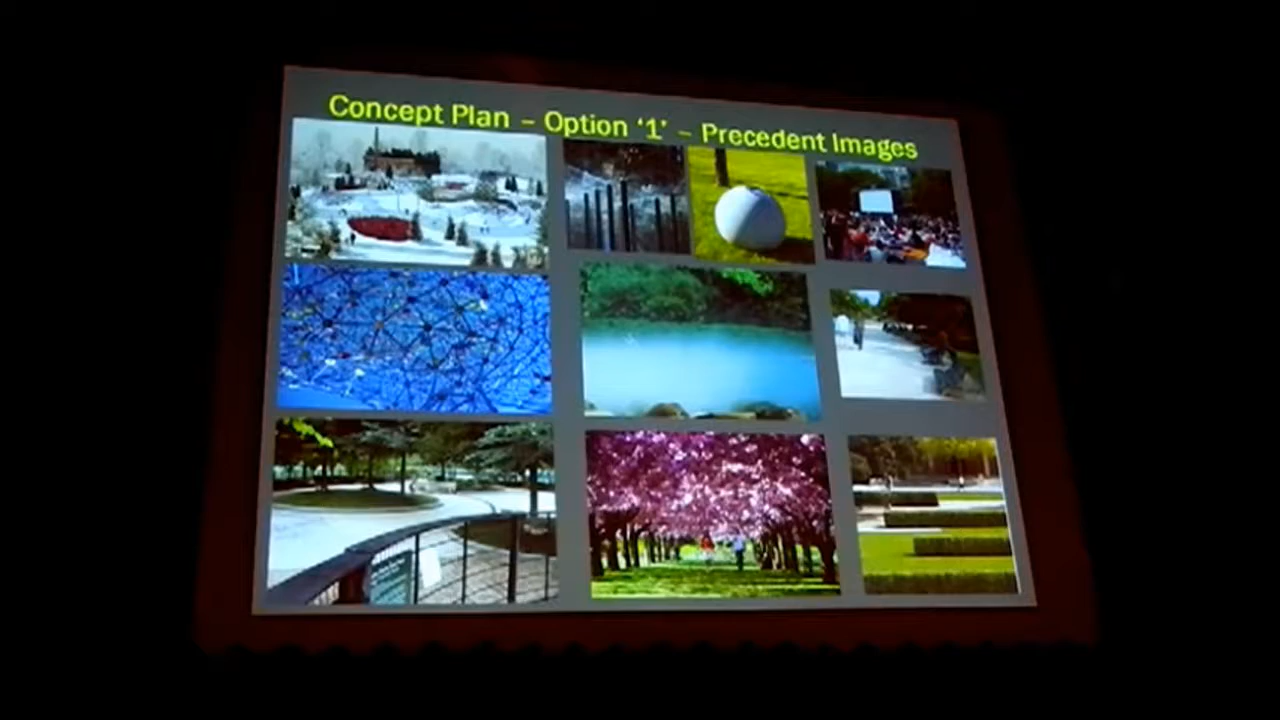 Concept Plan – Option ‘1’ – Precedent Images